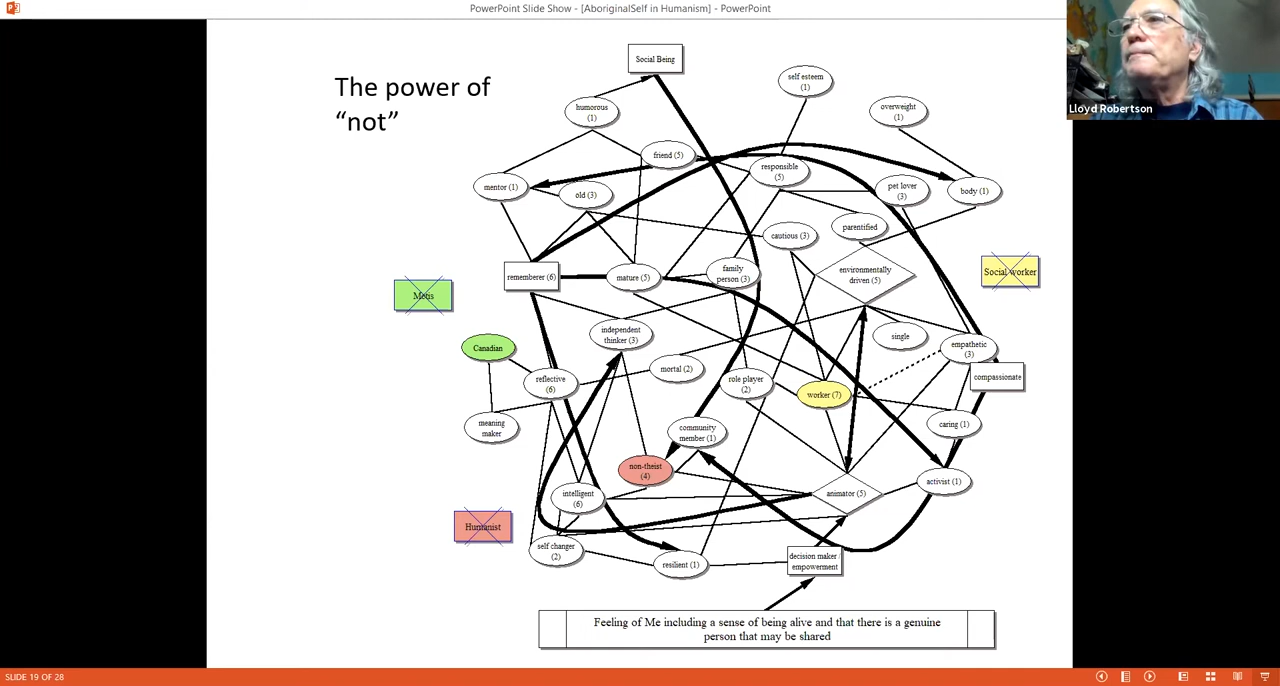 PowerPoint Slide Show - [AboriginalSelf in Humanism] - PowerPoint
Lloyd Robertson
The power of
“not”
Social Being
self esteem
(1)
humorous
(1)
overweight
(1)
friend (5)
responsible
(5)
mentor (1)
old (3)
pet lover
(3)
body (1)
cautious (3)
parentified
rememberer (6)
mature (5)
family
person (3)
environmentally
driven (5)
Social worker
Metis
independent
thinker (3)
single
Canadian
empathetic
(3)
compassionate
reflective
(6)
mortal (2)
role player
(2)
worker (7)
meaning
maker
community
member (1)
caring (1)
non-theist
(4)
intelligent
(6)
animator (5)
activist (1)
Humanist
self changer
(2)
resilient (1)
decision maker /
empowerment
Feeling of Me including a sense of being alive and that there is a genuine
person that may be shared
SLIDE 19 OF 28